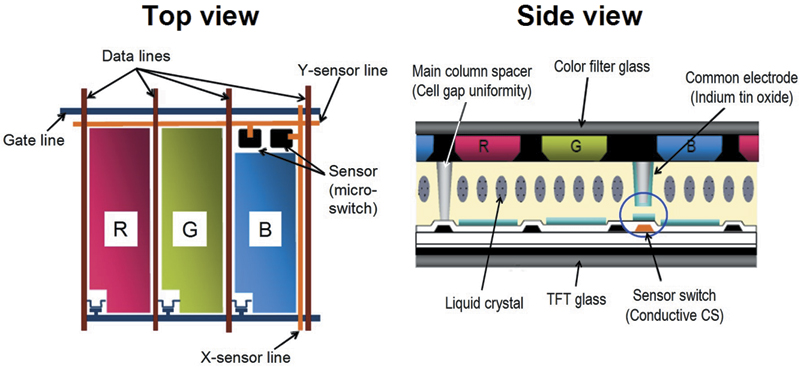 Top view
Data lines
Y-sensor line
Gate line
Sensor
(micro-
switch)
R
G
B
X-sensor line
Side view
Main column spacer
(Cell gap uniformity)
Color filter glass
Common electrode
(Indium tin oxide)
R
G
B
Liquid crystal
TFT glass
Sensor switch
(Conductive CS)